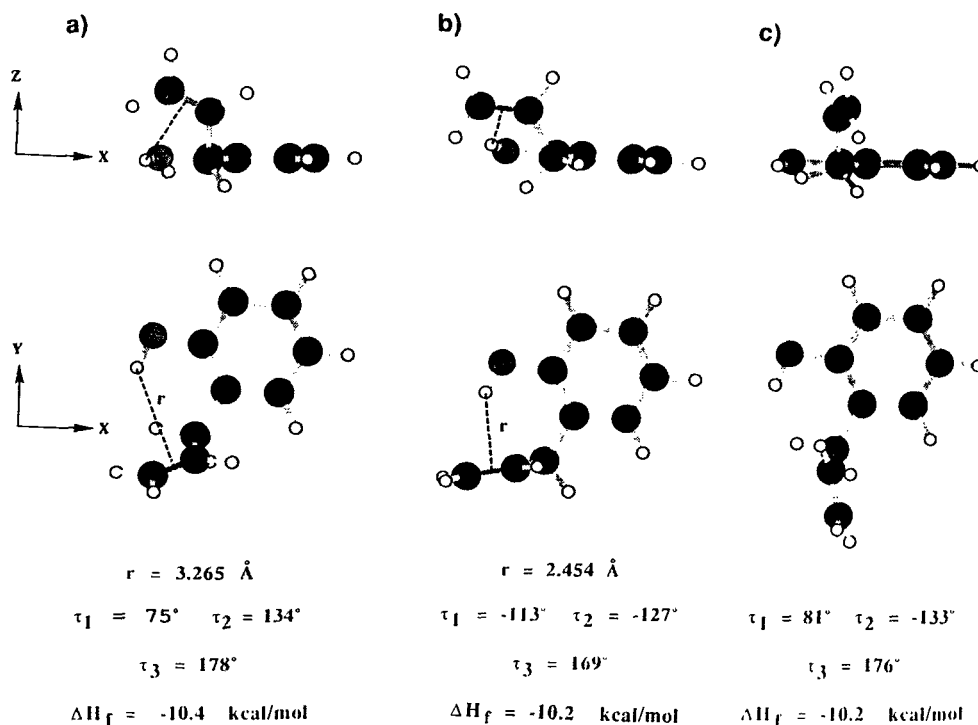 a)
b)
c)
Z
X
Y
X
r
r
r = 3.265 Å
τ1 = 75° τ2 = 134°
τ3 = 178°
ΔHf = -10.4 kcal/mol
r = 2.454 Å
τ1 = -113° τ2 = -127°
τ3 = 169°
ΔHf = -10.2 kcal/mol
τ1 = 81° τ2 = -133°
τ3 = 176°
ΔHf = -10.2 kcal/mol